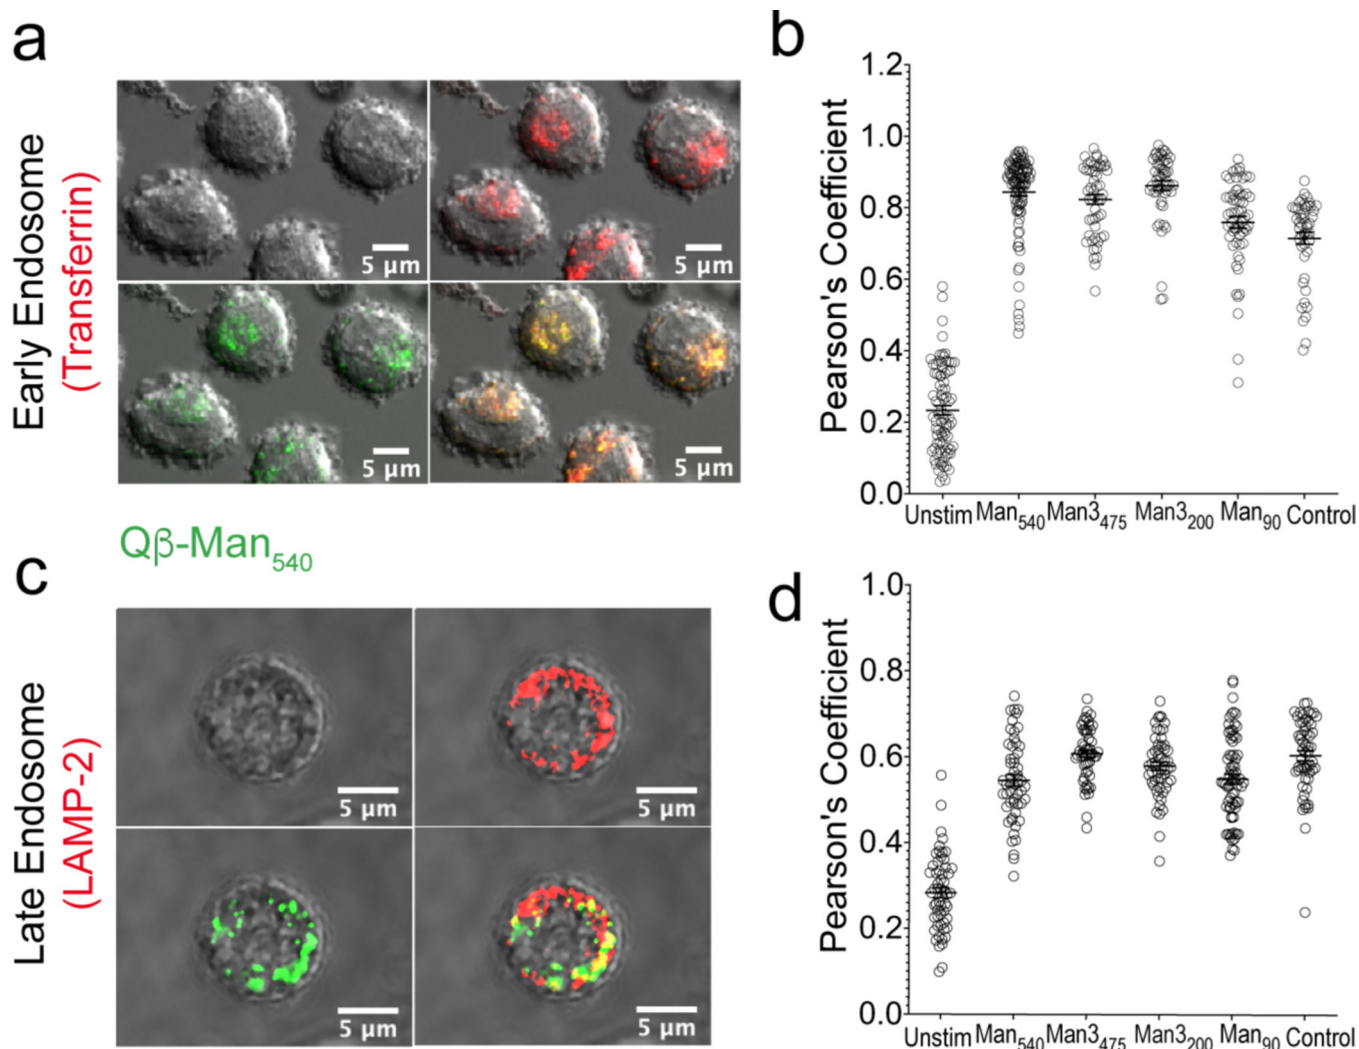 a
Early Endosome
(Transferrin)
5 μm
5 μm
5 μm
5 μm
b
Pearson's Coefficient
1.2
1.0
0.8
0.6
0.4
0.2
0.0
Unstim Man540 Man3475 Man3200 Man90 Control
Qβ-Man540
c
Late Endosome
(LAMP-2)
5 μm
5 μm
5 μm
5 μm
d
Pearson's Coefficient
1.0
0.8
0.6
0.4
0.2
0.0
Unstim Man540 Man3475 Man3200 Man90 Control